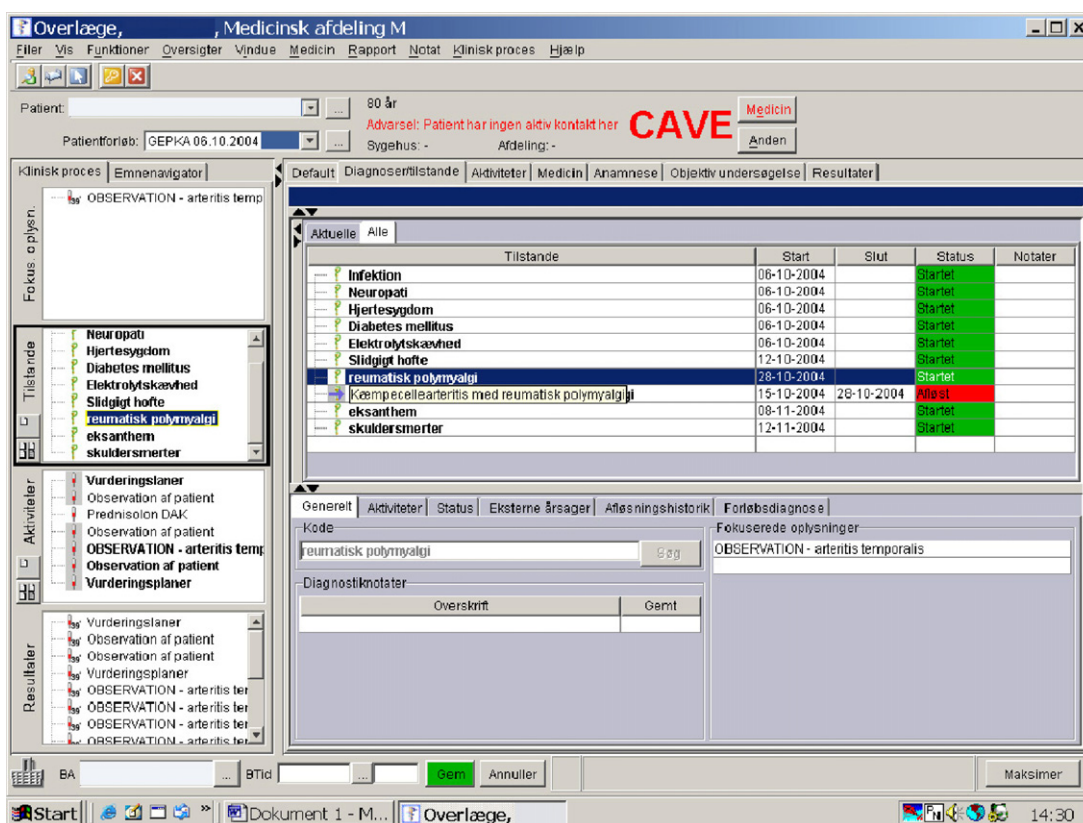 Overlæge, , Medicinsk afdeling M
Filer Vis Funktioner Oversigter Vindue Medicin Rapport Notat Klinisk proces Hjælp
Patient: ... 80 år
Advarsel: Patient har ingen aktiv kontakt her CAVE Medicin
Patientforløb: GEPKA 06.10.2004 ... Sygehus: - Afdeling: - Anden
Klinisk proces Emnenavigator
Fokus. oplysn.
OBSERVATION - arteritis temp
Tilstande
Neuropati
Hjertesygdom
Diabetes mellitus
Elektrolytskævhed
Slidgigt hofte
reumatisk polymyalgi
eksanthem
skuldersmerter
Aktiviteter
Vurderingslaner
Observation af patient
Prednisolon DAK
Observation af patient
OBSERVATION - arteritis temp
Observation af patient
Vurderingsplaner
Resultater
Vurderingslaner
Observation af patient
Observation af patient
Vurderingsplaner
OBSERVATION - arteritis ter
OBSERVATION - arteritis ter
OBSERVATION - arteritis ter
OBSERVATION - arteritis ter
Default Diagnoser/tilstande Aktiviteter Medicin Anamnese Objektiv undersøgelse Resultater
Aktuelle Alle
Tilstande Start Slut Status Notater
Infektion 06-10-2004 Startet
Neuropati 06-10-2004 Startet
Hjertesygdom 06-10-2004 Startet
Diabetes mellitus 06-10-2004 Startet
Elektrolytskævhed 06-10-2004 Startet
Slidgigt hofte 12-10-2004 Startet
reumatisk polymyalgi 28-10-2004 Startet
Kæmpecellearteritis med reumatisk polymyalgi 15-10-2004 28-10-2004 Afløst
eksanthem 08-11-2004 Startet
skuldersmerter 12-11-2004 Startet
Generelt Aktiviteter Status Eksterne årsager Afløsningshistorik Forløbsdiagnose
Kode
reumatisk polymyalgi Søg
Diagnostiknotater
Overskrift Gemt
Fokuserede oplysninger
OBSERVATION - arteritis temporalis
BA ... BTid ... Gem Annuller Maksimer
Start » Dokument 1 - M... Overlæge, 14:30